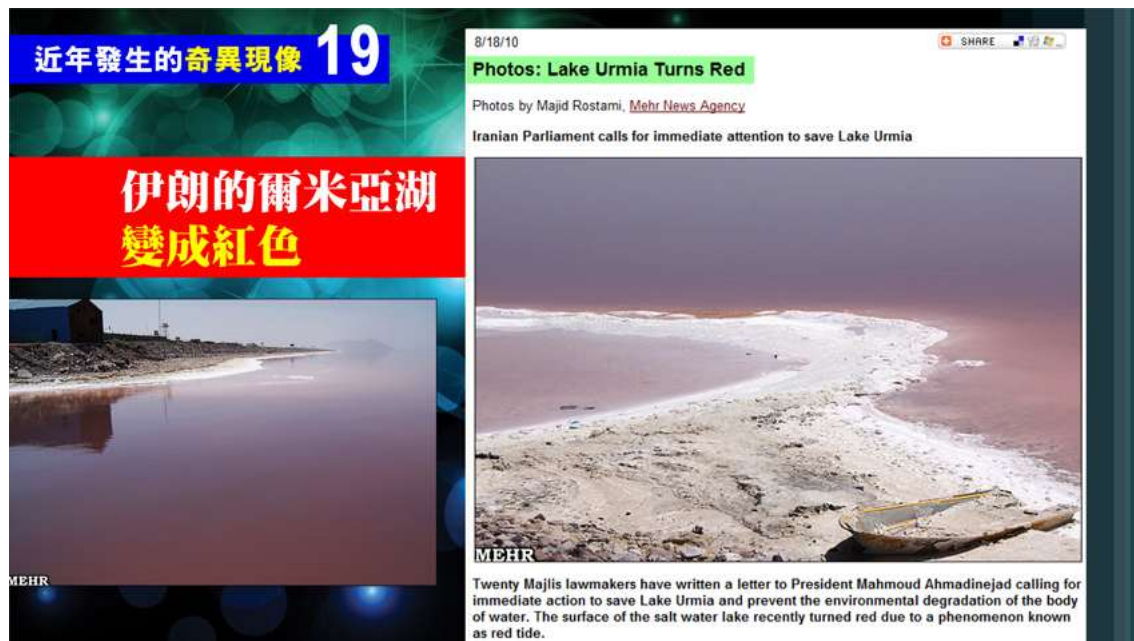 近年發生的奇異現像 19
伊朗的爾米亞湖
變成紅色
MEHR
8/18/10
SHARE
Photos: Lake Urmia Turns Red
Photos by Majid Rostami, Mehr News Agency
Iranian Parliament calls for immediate attention to save Lake Urmia
MEHR
Twenty Majlis lawmakers have written a letter to President Mahmoud Ahmadinejad calling for
immediate action to save Lake Urmia and prevent the environmental degradation of the body
of water. The surface of the salt water lake recently turned red due to a phenomenon known
as red tide.